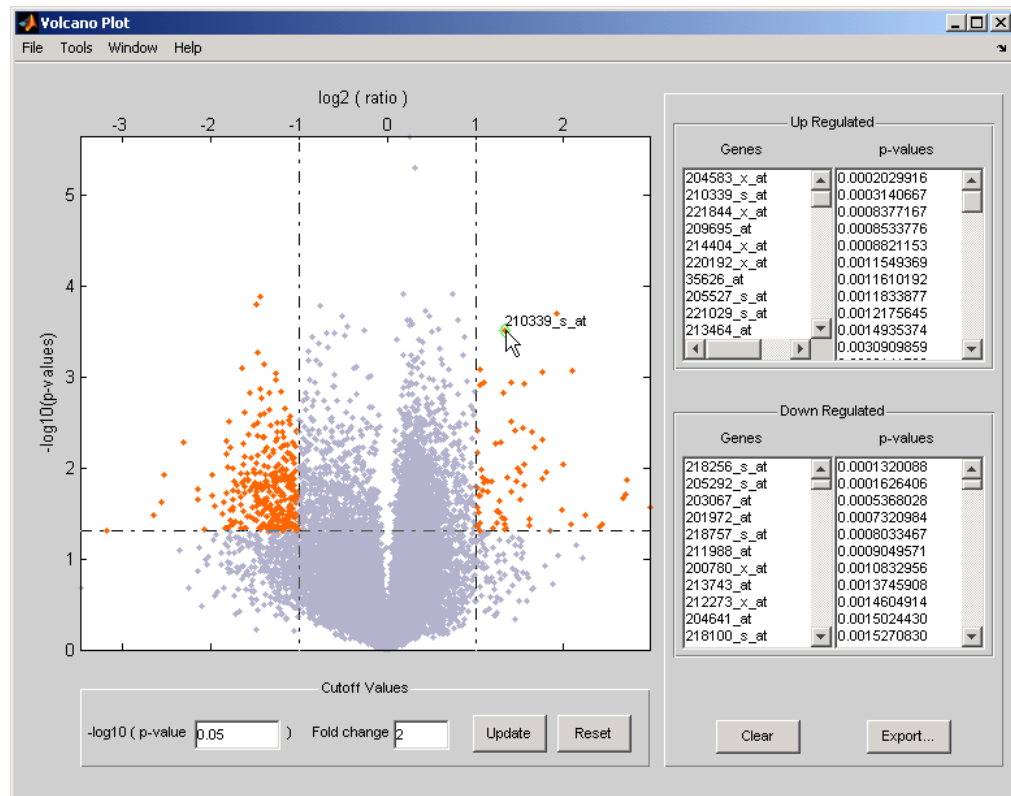 Volcano Plot
File Tools Window Help
log2 ( ratio )
-3 -2 -1 0 1 2
5
4
3
2
1
0
-log10(p-values)
210339_s_at
Up Regulated
Genes p-values
204583_x_at 0.0002029916
210339_s_at 0.0003140667
221844_x_at 0.0008377167
209695_at 0.0008533776
214404_x_at 0.0008821153
220192_x_at 0.0011549369
35626_at 0.0011610192
205527_s_at 0.0011833877
221029_s_at 0.0012175645
213464_at 0.0014935374
0.0030909859
Down Regulated
Genes p-values
218256_s_at 0.0001320088
205292_s_at 0.0001626406
203067_at 0.0005368028
201972_at 0.0007320984
218757_s_at 0.0008033467
211988_at 0.0009049571
200780_x_at 0.0010832956
213743_at 0.0013745908
212273_x_at 0.0014604914
204641_at 0.0015024430
218100_s_at 0.0015270830
Cutoff Values
-log10 ( p-value 0.05 ) Fold change 2 Update Reset
Clear Export...